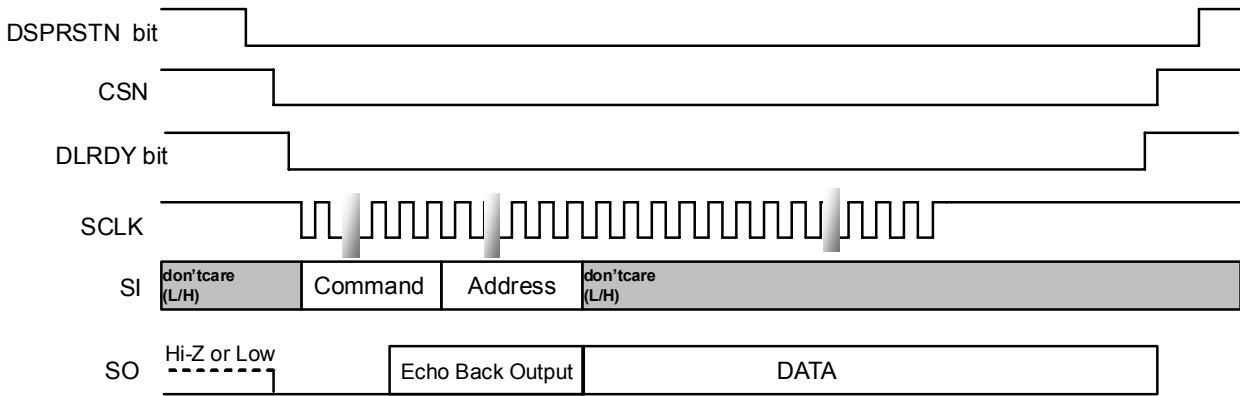 DSPRSTN bit
CSN
DLRDY bit
SCLK
SI
don'tcare
(L/H)
Command
Address
don'tcare
(L/H)
SO
Hi-Z or Low
Echo Back Output
DATA